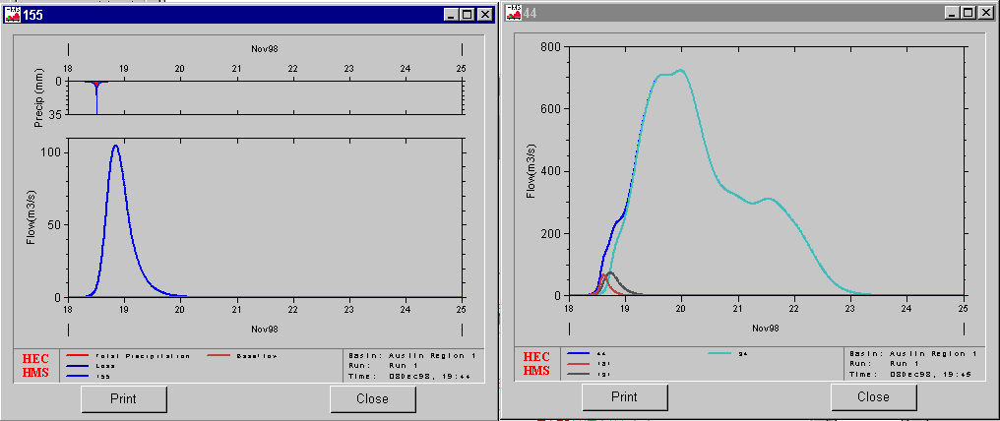 155
Nov98
18 19 20 21 22 23 24 25
Precip (mm.)
0
35
Flow(m3/s)
100
50
0
18 19 20 21 22 23 24 25
Nov98
HEC
HMS
Total Precipitation
Baseflow
Loss
155
Basin: Austin Region 1
Run: Run 1
Time: 08Dec98, 19:44
Print
Close
44
Flow(m3/s)
800
600
400
200
0
18 19 20 21 22 23 24 25
Nov98
HEC
HMS
44
Basin: Austin Region 1
Run: Run 1
Time: 08Dec98, 19:45
Print
Close